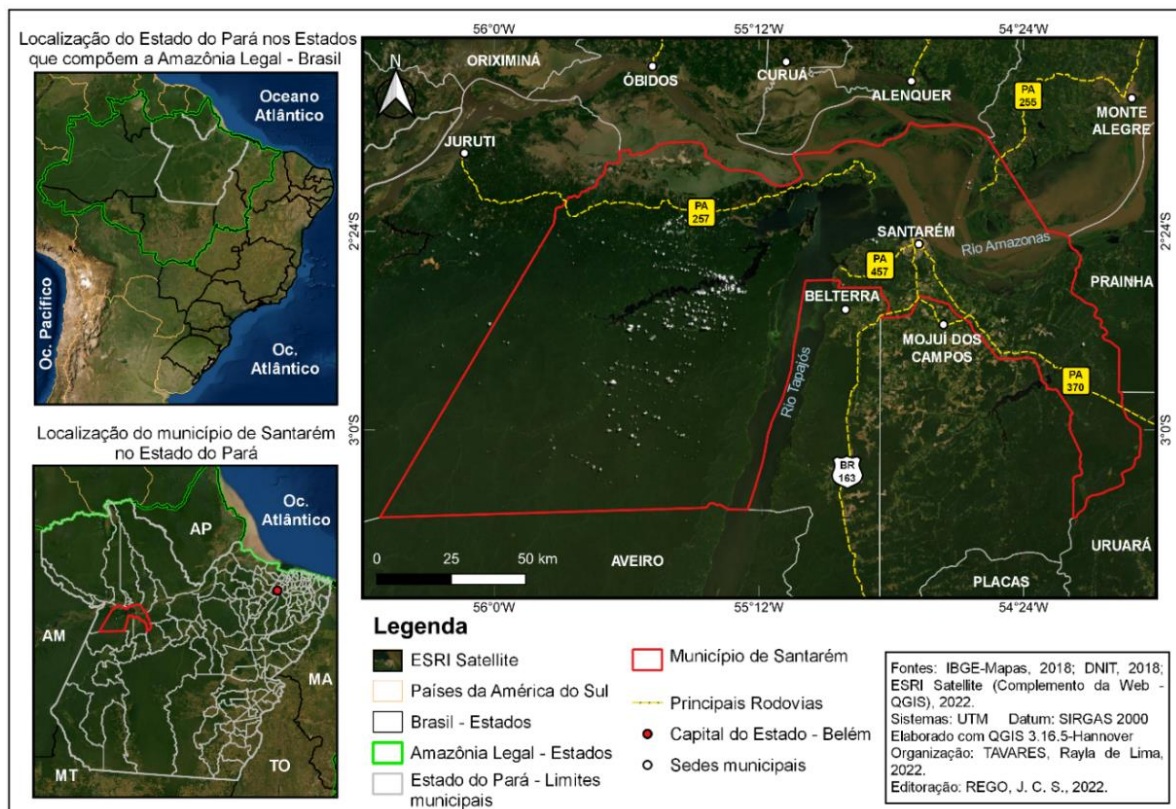 Localização do Estado do Pará nos Estados
que compõem a Amazônia Legal - Brasil
Oceano
Atlântico
Oc. Pacífico
Oc.
Atlântico
Localização do município de Santarém
no Estado do Pará
Oc.
Atlântico
AP
AM
MA
MT
TO
56°0'W
55°12'W
54°24'W
N
ORIXIMINÁ
ÓBIDOS
CURUÁ
ALENQUER
PA
255
MONTE
ALEGRE
JURUTI
PA
257
2°24'S
2°24'S
SANTARÉM
Rio Amazonas
PA
457
BELTERRA
PRAINHA
MOJUÍ DOS
CAMPOS
Rio Tapajós
PA
370
3°0'S
3°0'S
BR
163
0 25 50 km
AVEIRO
URUARÁ
PLACAS
56°0'W
55°12'W
54°24'W
Legenda
ESRI Satellite
Países da América do Sul
Brasil - Estados
Amazônia Legal - Estados
Estado do Pará - Limites
municipais
Município de Santarém
Principais Rodovias
Capital do Estado - Belém
Sedes municipais
Fontes: IBGE-Mapas, 2018; DNIT, 2018;
ESRI Satellite (Complemento da Web -
QGIS), 2022.
Sistemas: UTM Datum: SIRGAS 2000
Elaborado com QGIS 3.16.5-Hannover
Organização: TAVARES, Rayla de Lima,
2022.
Editoração: REGO, J. C. S., 2022.